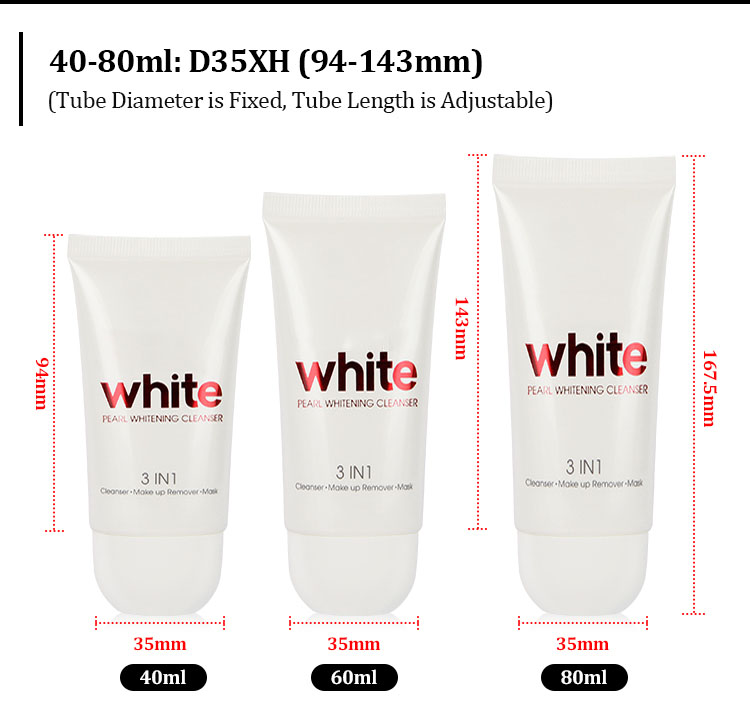 40-80ml: D35XH (94-143mm)
(Tube Diameter is Fixed, Tube Length is Adjustable)
94mm
white
PEARL WHITENING CLEANSER
3 IN1
Cleanser·Make up Remover·Mask
35mm
40ml
white
PEARL WHITENING CLEANSER
3 IN1
Cleanser·Make up Remover·Mask
35mm
60ml
143mm
white
PEARL WHITENING CLEANSER
3 IN1
Cleanser·Make up Remover·Mask
167.5mm
35mm
80ml